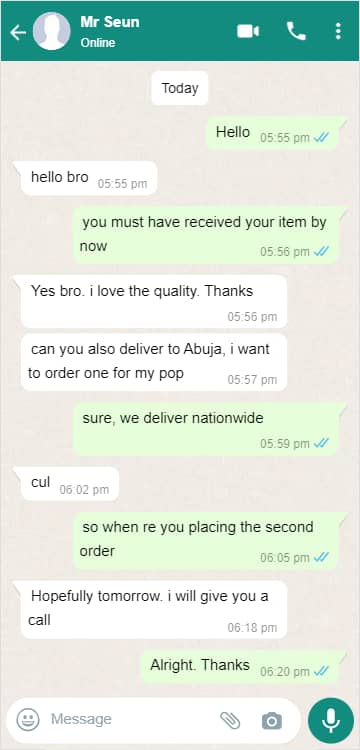 Mr Seun
Online
Today
Hello 05:55 pm
hello bro 05:55 pm
you must have received your item by
now
05:56 pm
Yes bro. i love the quality. Thanks
05:56 pm
can you also deliver to Abuja, i want
to order one for my pop 05:57 pm
sure, we deliver nationwide
05:59 pm
cul 06:02 pm
so when re you placing the second
order
06:05 pm
Hopefully tomorrow. i will give you a
call
06:18 pm
Alright. Thanks 06:20 pm
Message